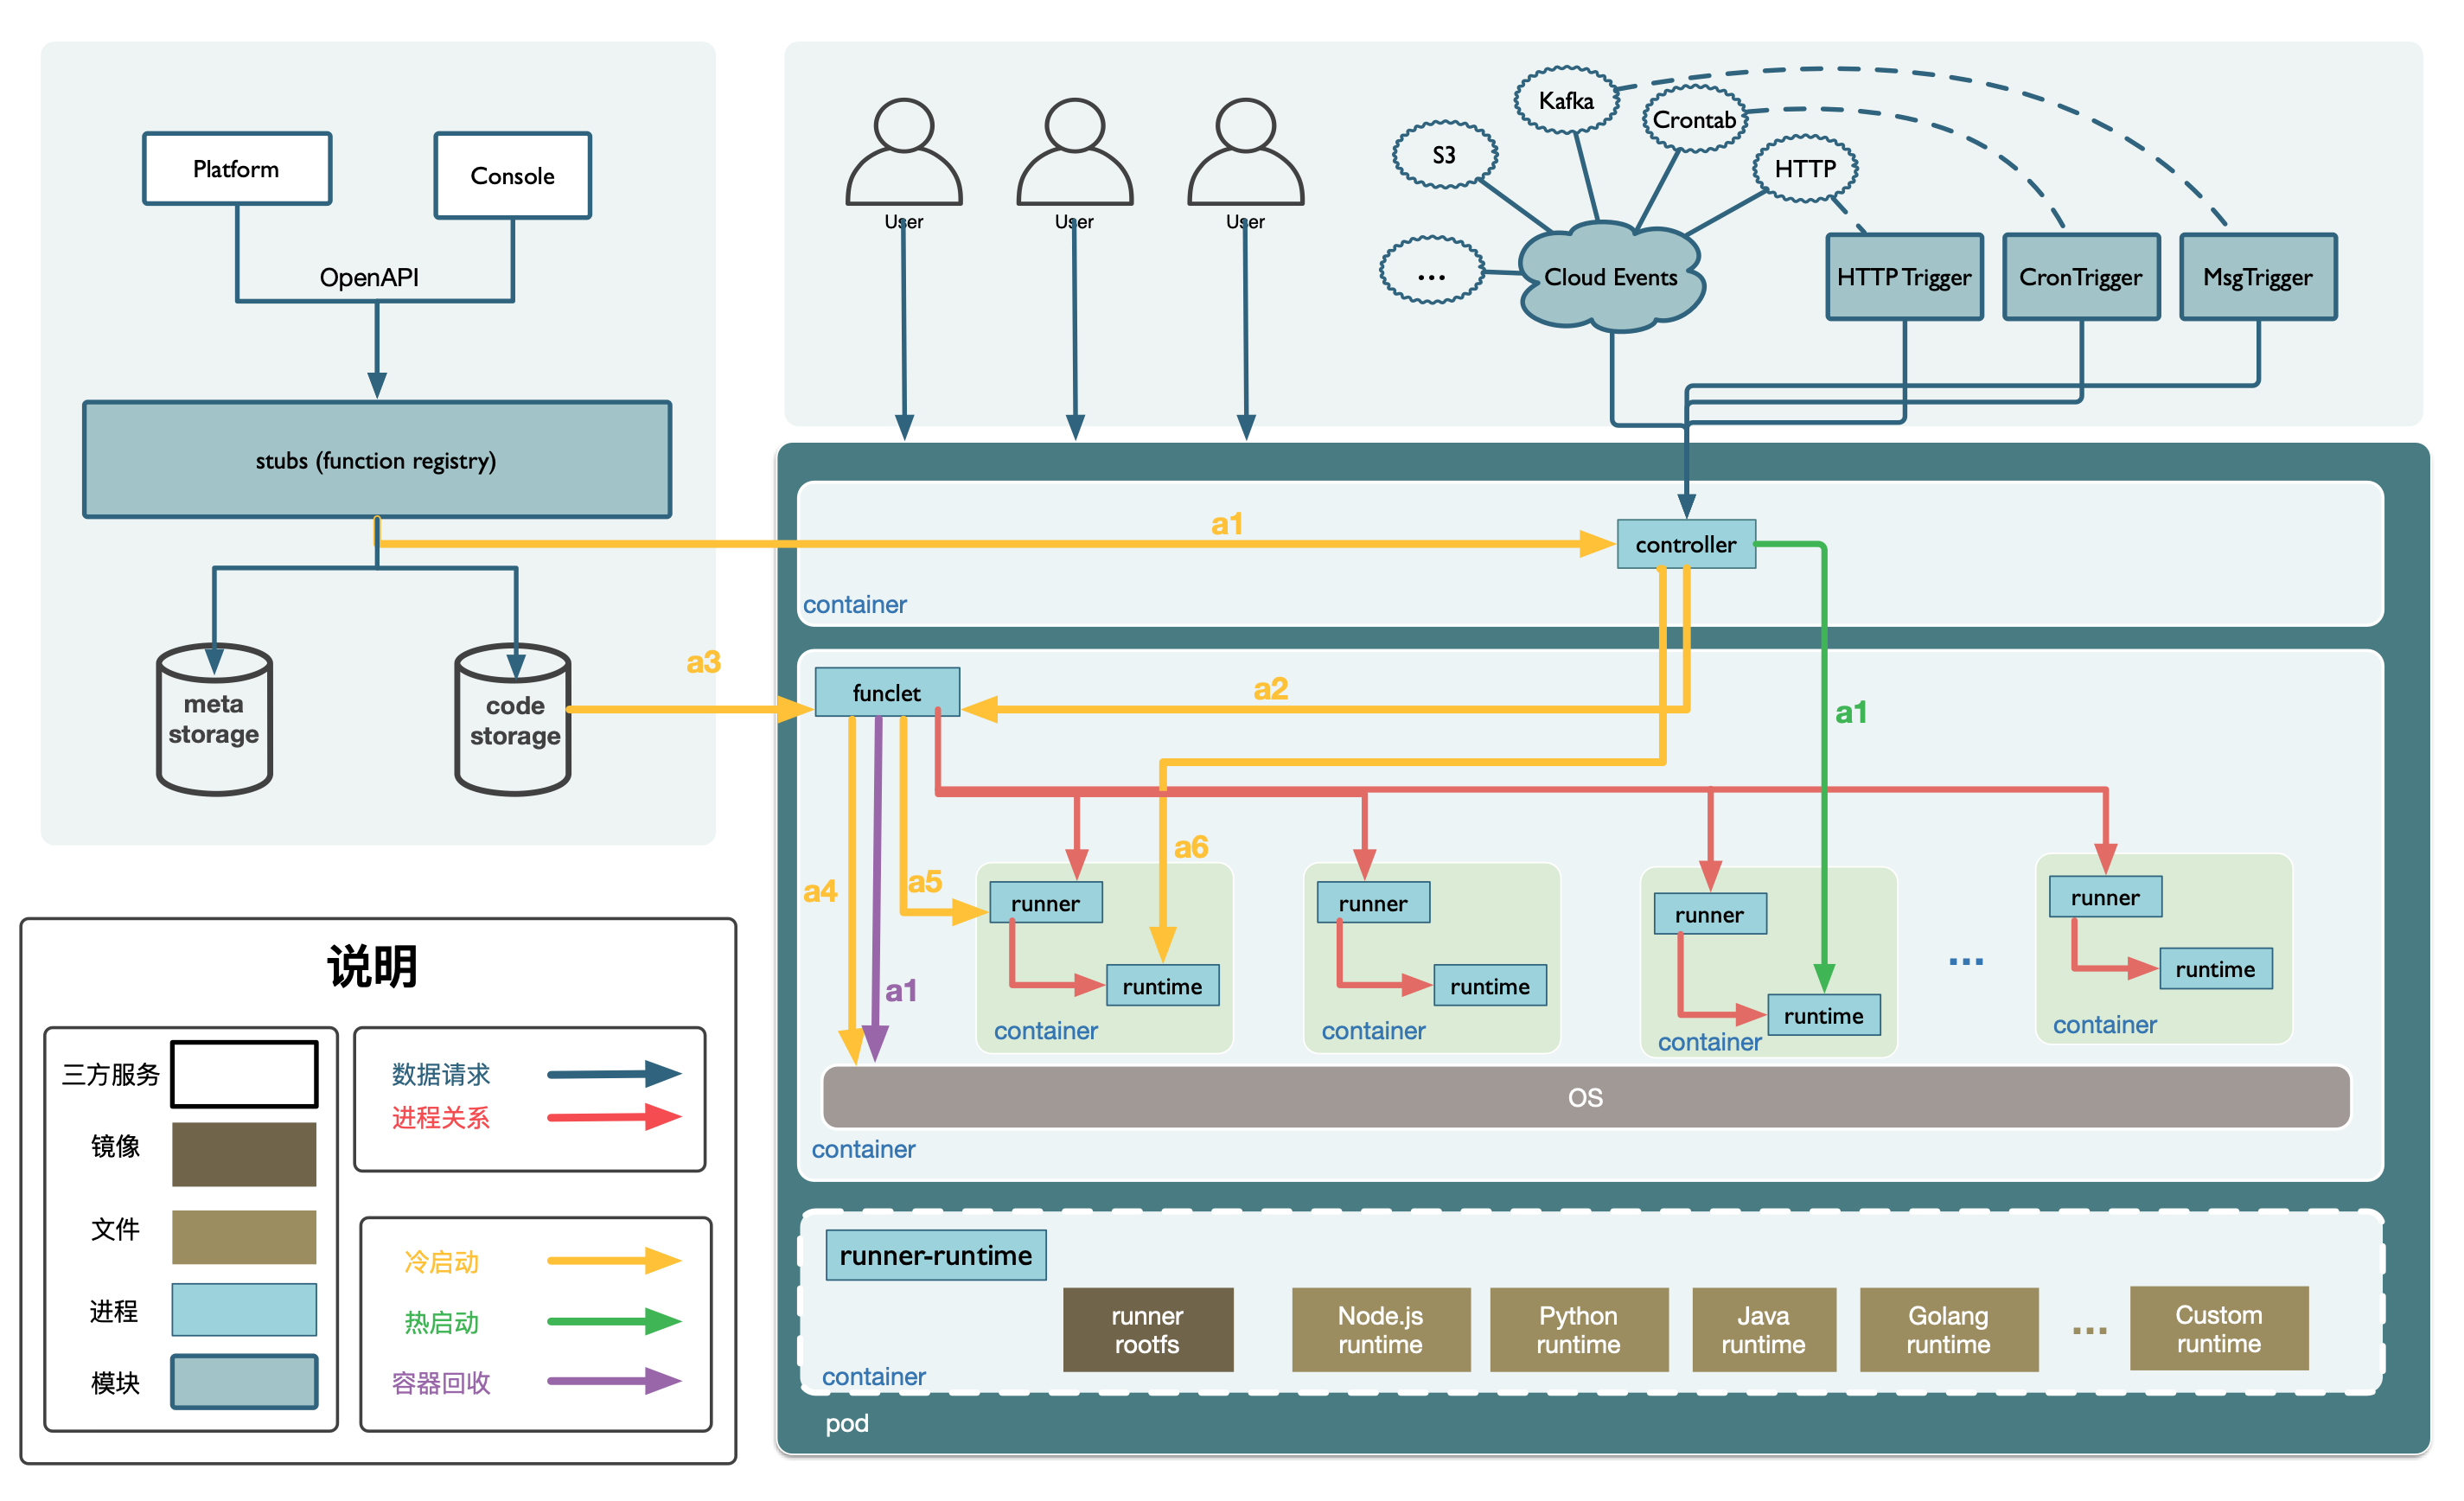 Platform
Console
OpenAPI
stubs (function registry)
meta
storage
code
storage
User
User
User
Kafka
Crontab
S3
HTTP
...
Cloud Events
HTTP Trigger
CronTrigger
MsgTrigger
a1
controller
container
a3
funclet
a2
a1
a6
a4
a5
a1
runner
runtime
container
runner
runtime
container
runner
runtime
container
...
runner
runtime
container
OS
container
runner-runtime
runner
rootfs
Node.js
runtime
Python
runtime
Java
runtime
Golang
runtime
...
Custom
runtime
container
pod
说明
三方服务
镜像
文件
进程
模块
数据请求
进程关系
冷启动
热启动
容器回收